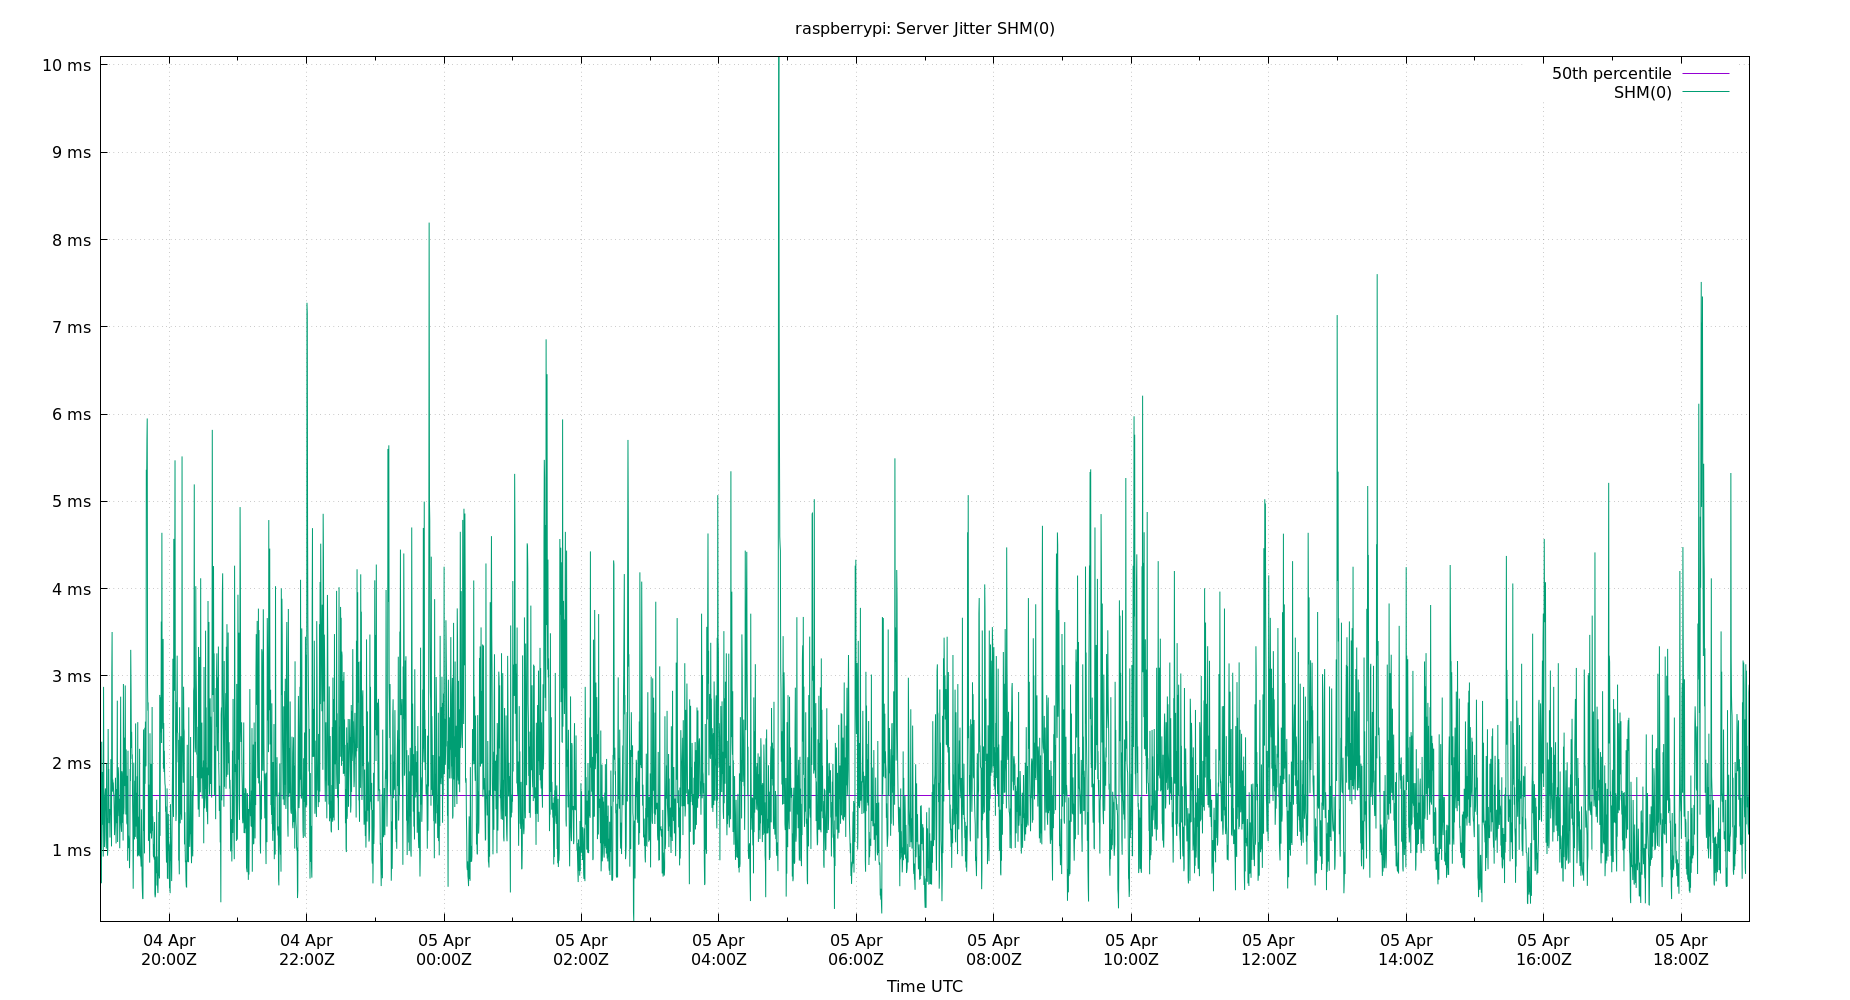 raspberrypi: Server Jitter SHM(0)
10 ms
9 ms
8 ms
7 ms
6 ms
5 ms
4 ms
3 ms
2 ms
1 ms
50th percentile
SHM(0)
04 Apr 04 Apr 05 Apr 05 Apr 05 Apr 05 Apr 05 Apr 05 Apr 05 Apr 05 Apr 05 Apr 05 Apr
20:00Z 22:00Z 00:00Z 02:00Z 04:00Z 06:00Z 08:00Z 10:00Z 12:00Z 14:00Z 16:00Z 18:00Z
Time UTC